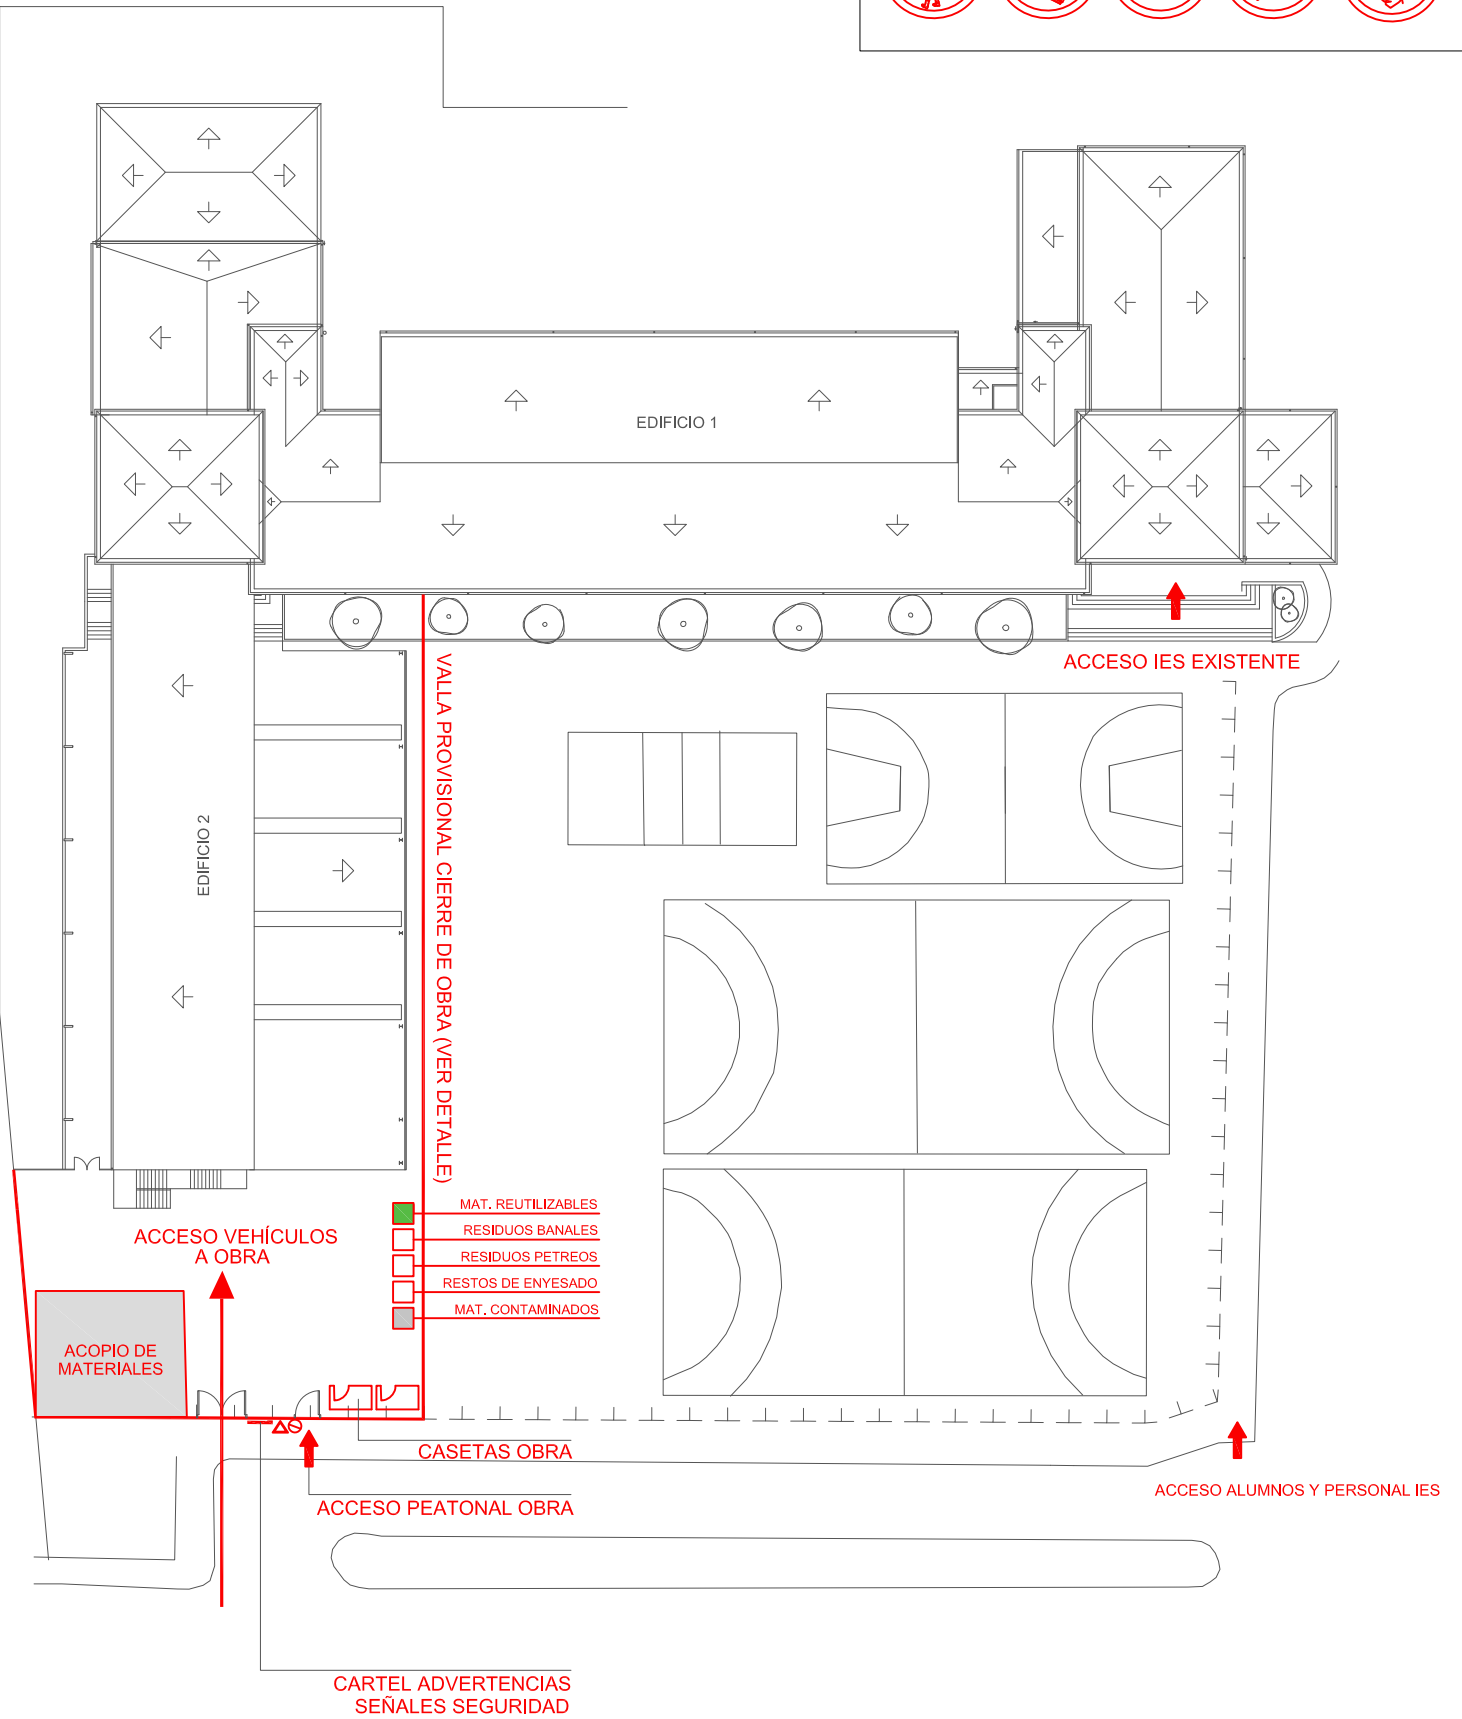 EDIFICIO 1
ACCESO IES EXISTENTE
VALLA PROVISIONAL CIERRE DE OBRA (VER DETALLE)
EDIFICIO 2
MAT. REUTILIZABLES
RESIDUOS BANALES
RESIDUOS PETREOS
RESTOS DE ENYESADO
MAT. CONTAMINADOS
ACCESO VEHÍCULOS
A OBRA
ACOPIO DE
MATERIALES
CASETAS OBRA
ACCESO PEATONAL OBRA
ACCESO ALUMNOS Y PERSONAL IES
CARTEL ADVERTENCIAS
SEÑALES SEGURIDAD